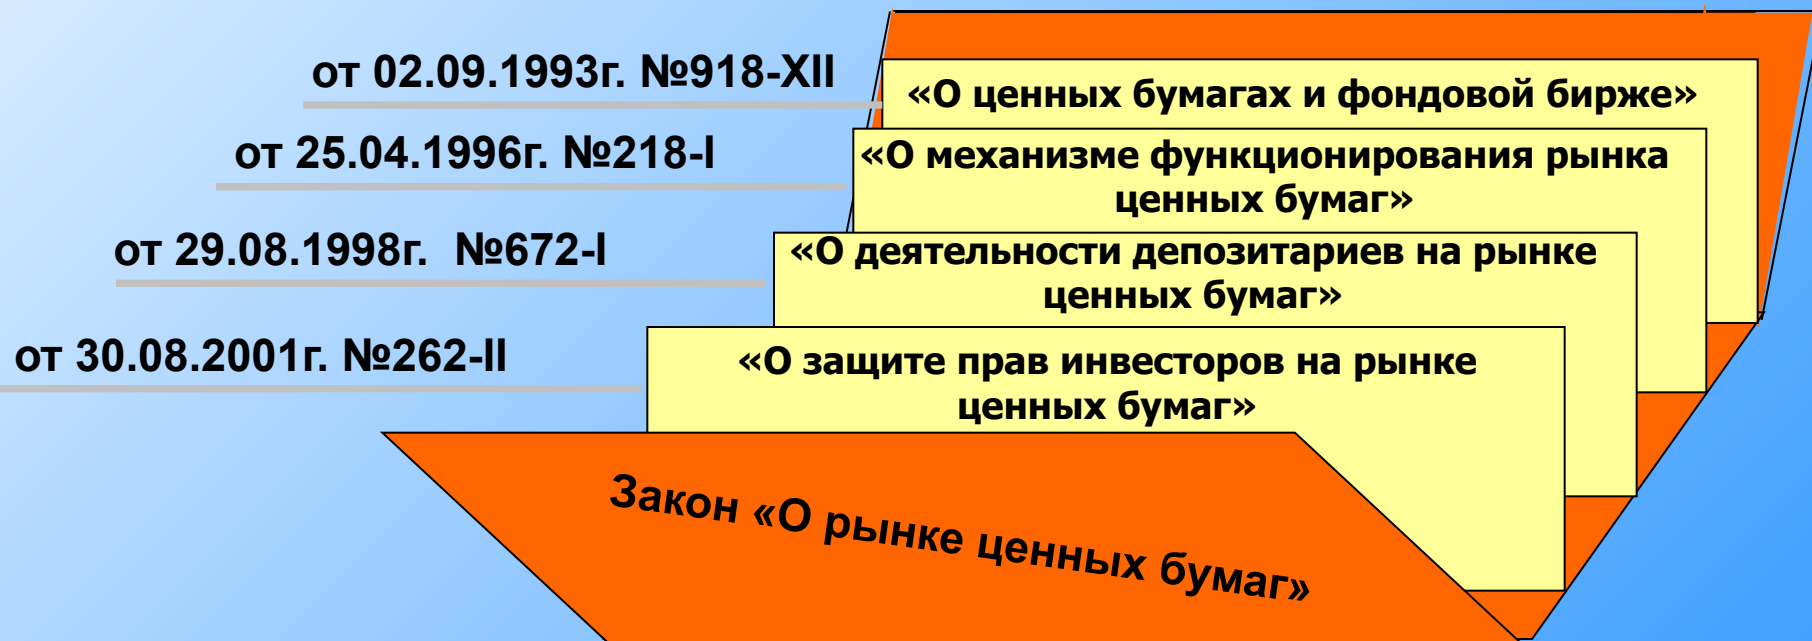 от 02.09.1993г. №918-XII
«О ценных бумагах и фондовой бирже»
от 25.04.1996г. №218-I
«О механизме функционирования рынка
ценных бумаг»
от 29.08.1998г. №672-I
«О деятельности депозитариев на рынке
ценных бумаг»
от 30.08.2001г. №262-II
«О защите прав инвесторов на рынке
ценных бумаг»
Закон «О рынке ценных бумаг»